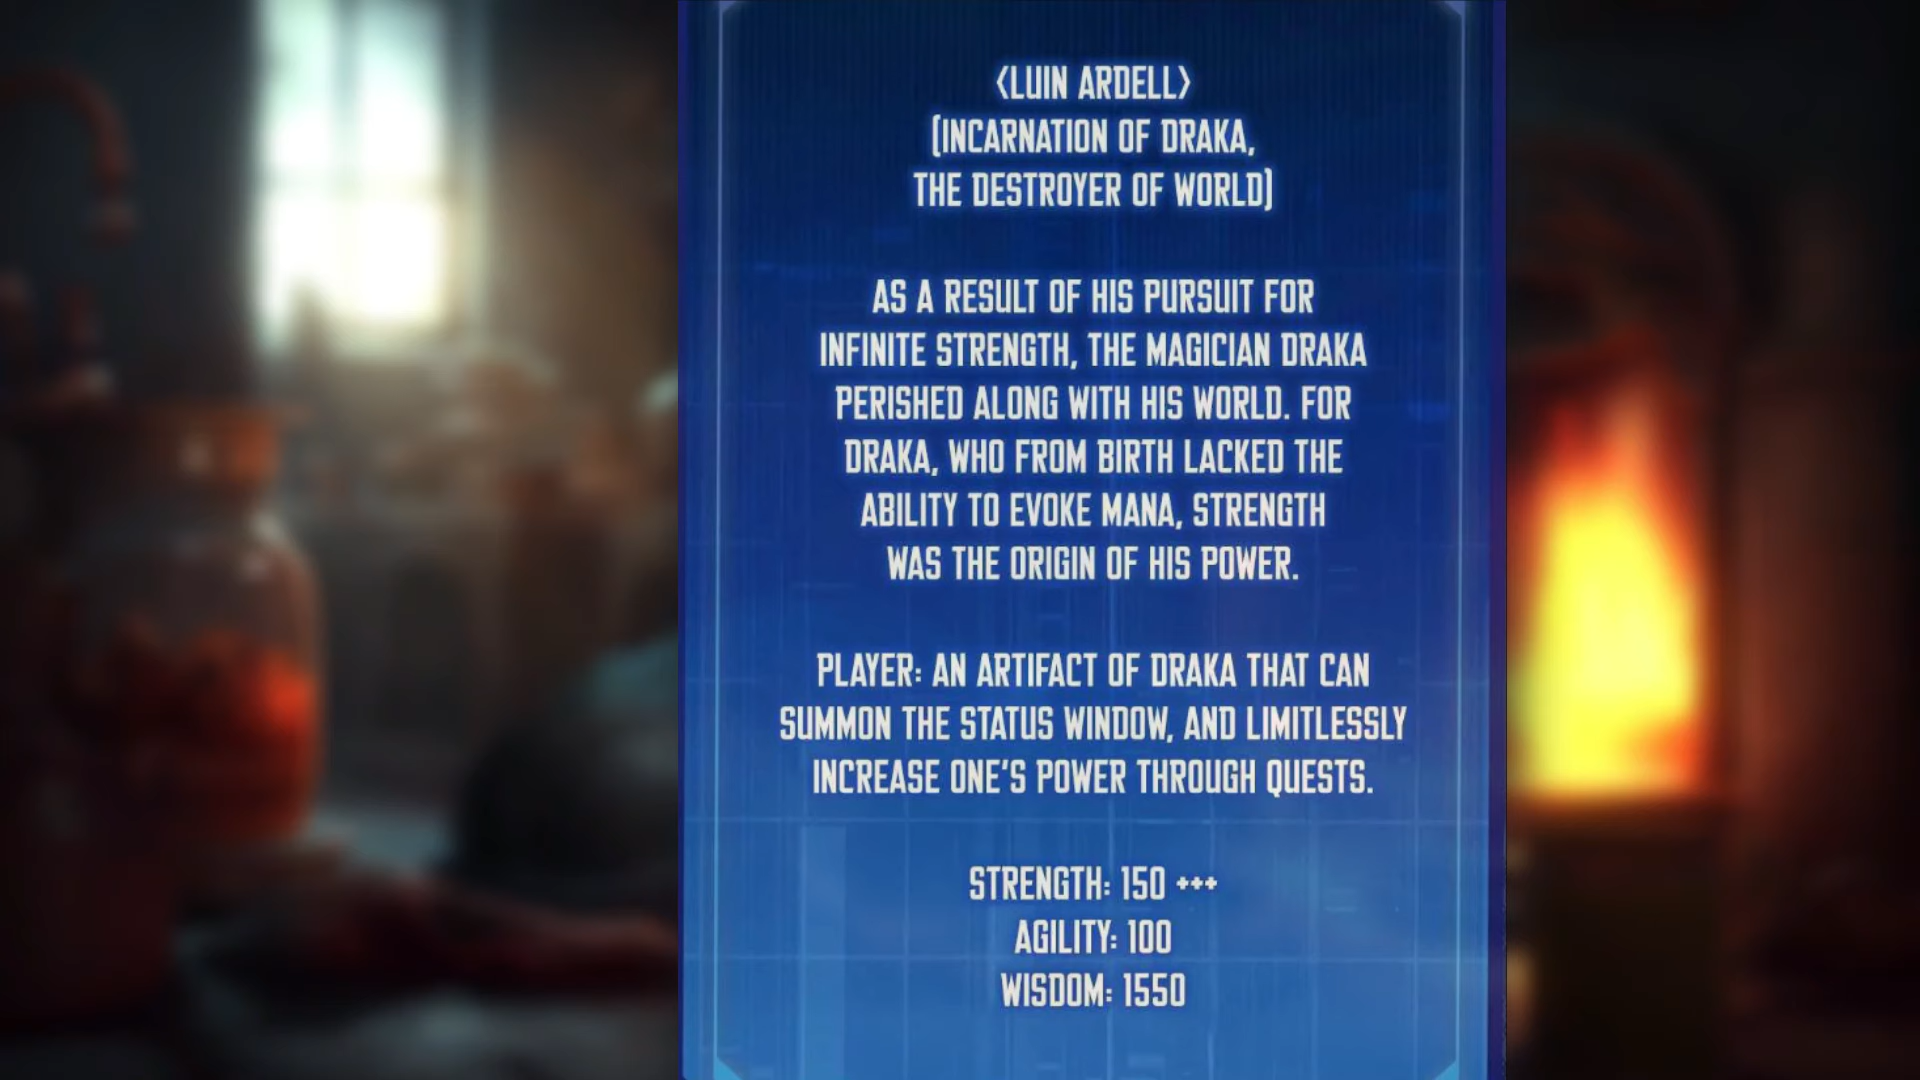 <LUIN ARDELL>
(INCARNATION OF DRAKA,
THE DESTROYER OF WORLD)
AS A RESULT OF HIS PURSUIT FOR
INFINITE STRENGTH, THE MAGICIAN DRAKA
PERISHED ALONG WITH HIS WORLD. FOR
DRAKA, WHO FROM BIRTH LACKED THE
ABILITY TO EVOKE MANA, STRENGTH
WAS THE ORIGIN OF HIS POWER.
PLAYER: AN ARTIFACT OF DRAKA THAT CAN
SUMMON THE STATUS WINDOW, AND LIMITLESSLY
INCREASE ONE'S POWER THROUGH QUESTS.
STRENGTH: 150 +++
AGILITY: 100
WISDOM: 1550